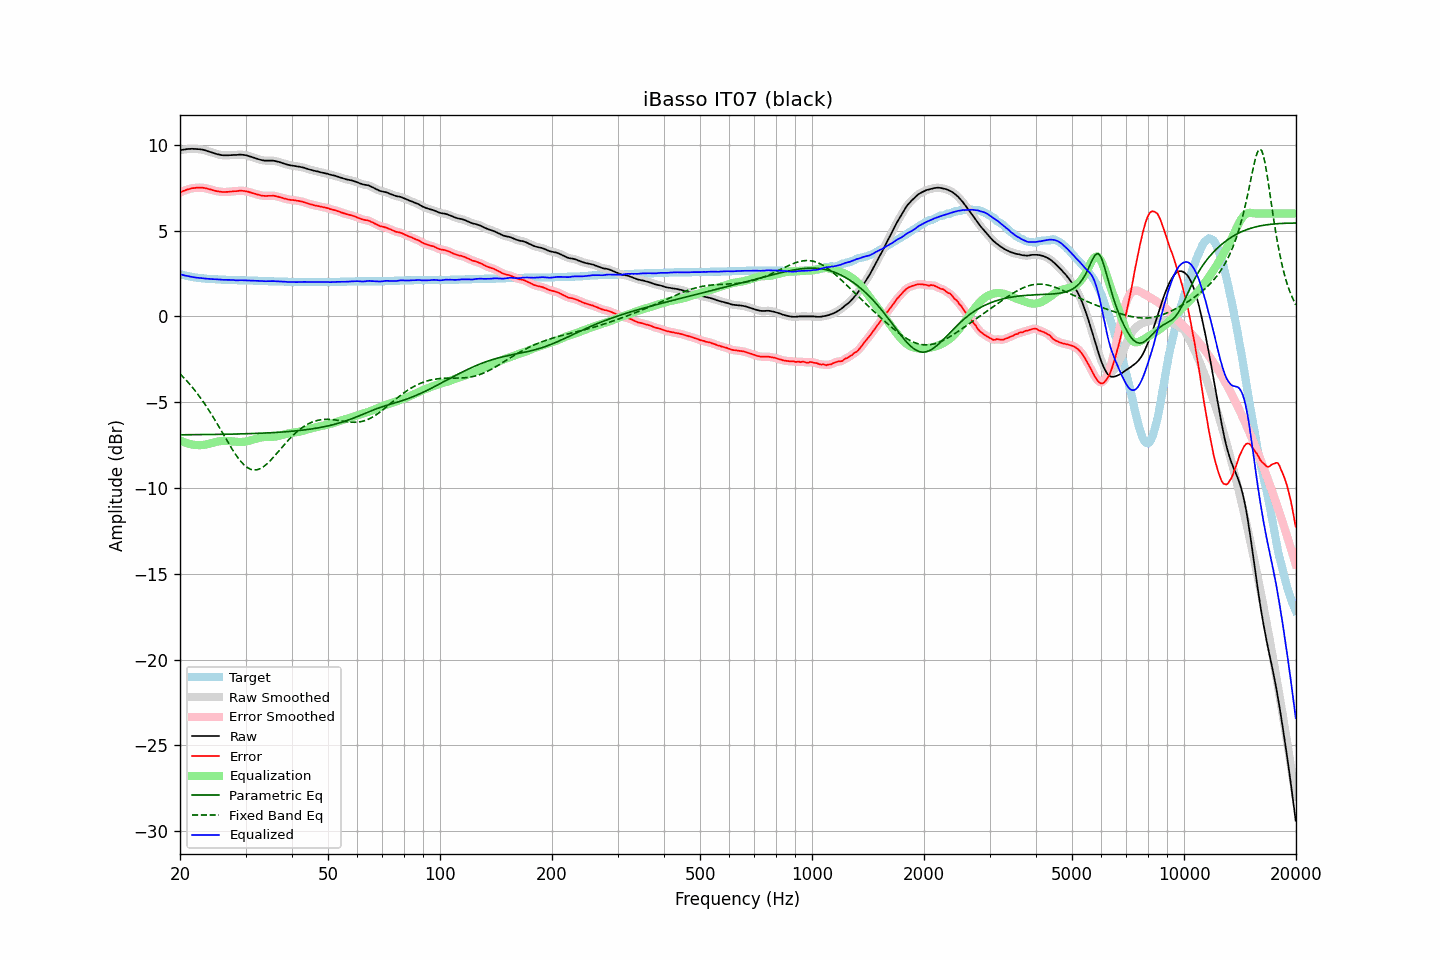 iBasso IT07 (black)
Amplitude (dBr)
10
5
0
−5
−10
−15
−20
−25
−30
Target
Raw Smoothed
Error Smoothed
Raw
Error
Equalization
Parametric Eq
Fixed Band Eq
Equalized
20 50 100 200 500 1000 2000 5000 10000 20000
Frequency (Hz)